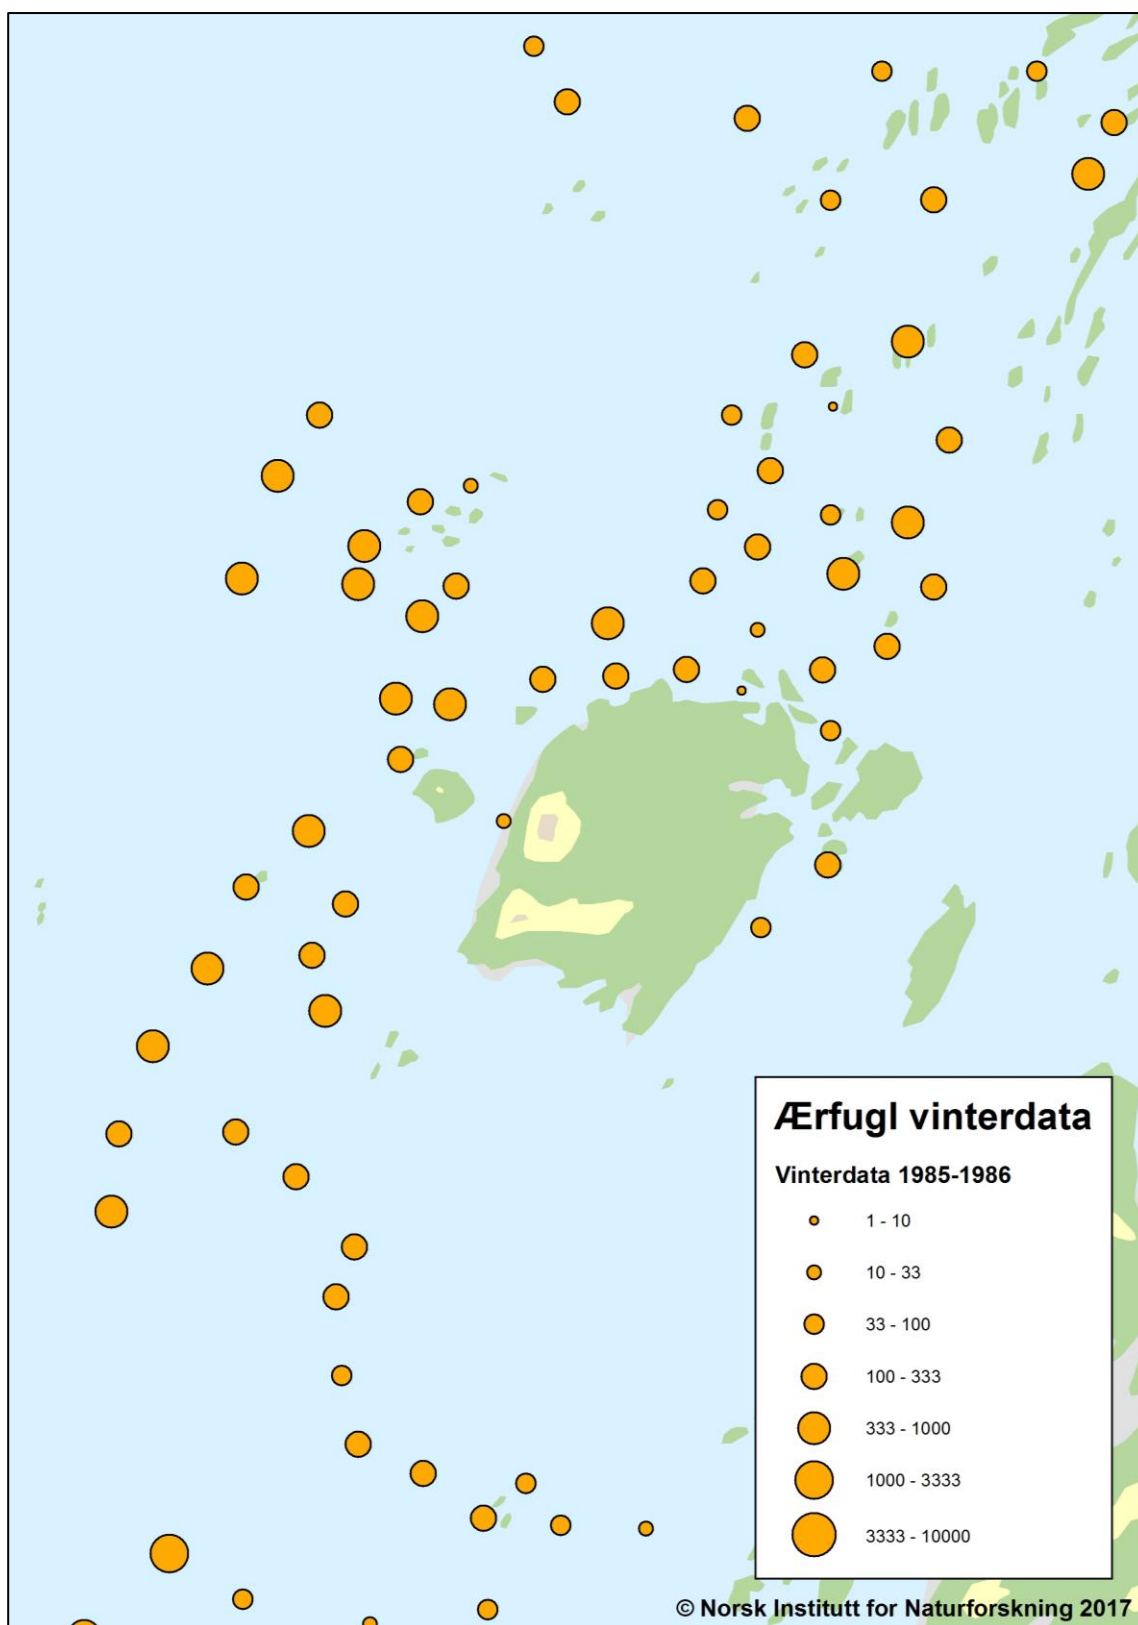 Ærfugl vinterdata
Vinterdata 1985-1986
1 - 10
10 - 33
33 - 100
100 - 333
333 - 1000
1000 - 3333
3333 - 10000
© Norsk Institutt for Naturforskning 2017